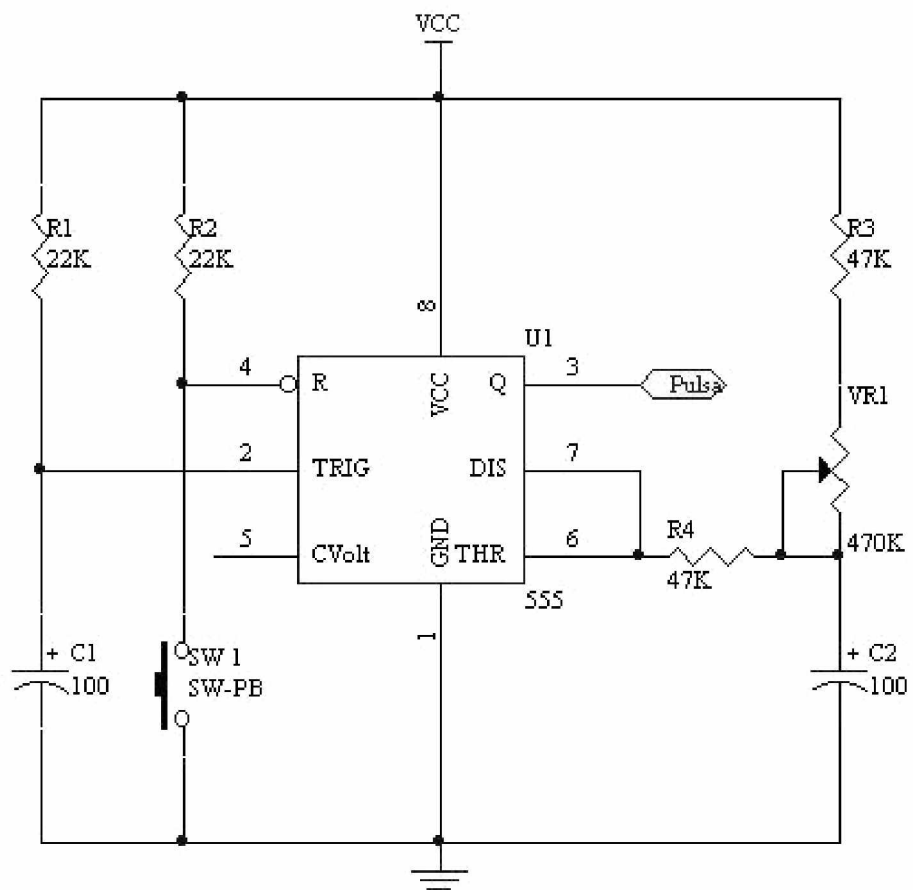 VCC
R1
22K
R2
22K
R3
47K
8
U1
4
R
VCC
Q
3
Pulsa
VR1
2
TRIG
DIS
7
5
CVolt
GND
THR
6
R4
47K
470K
555
1
+ C1
100
SW 1
SW-PB
+ C2
100